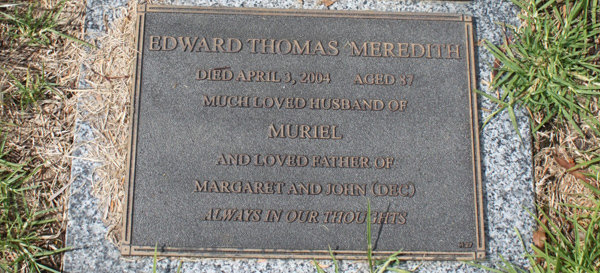 EDWARD THOMAS MEREDITH
DIED APRIL 3, 2004 AGED 87
MUCH LOVED HUSBAND OF
MURIEL
AND LOVED FATHER OF
MARGARET AND JOHN (DEC)
ALWAYS IN OUR THOUGHTS